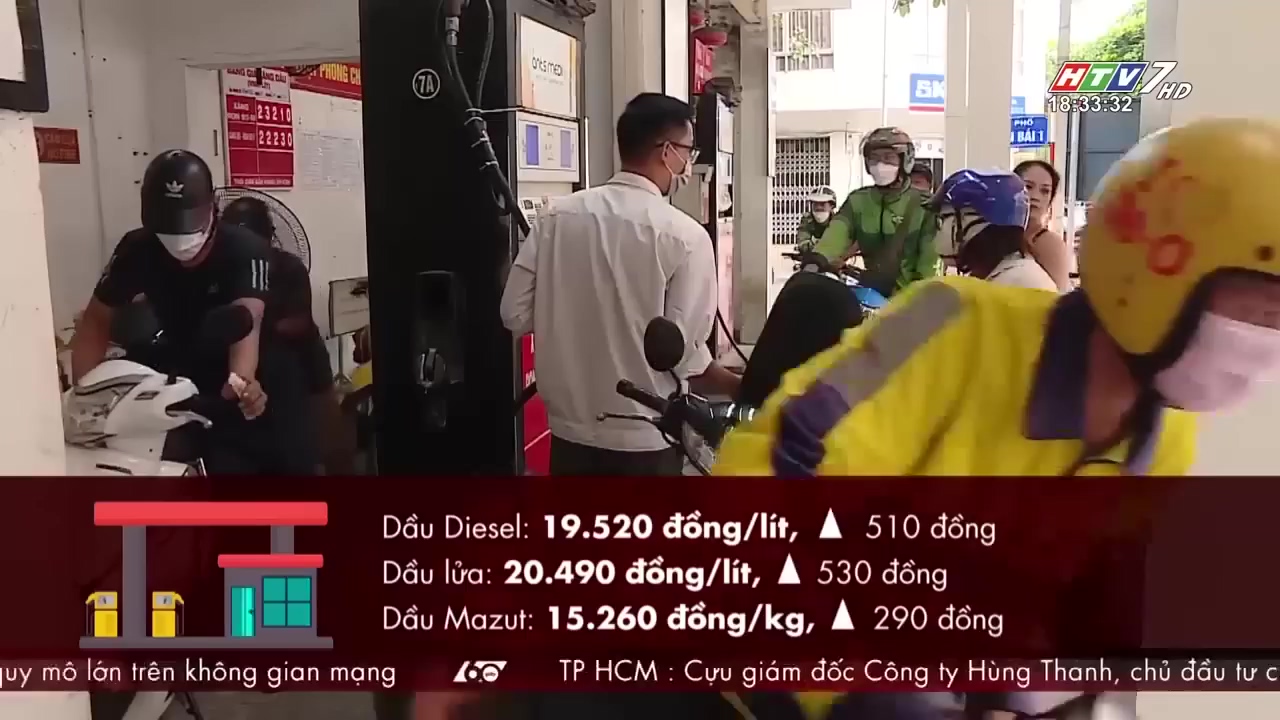 HTV7 HD
18:33:32
7A
23210
22230
PHỐ
Dầu Diesel: 19.520 đồng/lít, ▲ 510 đồng
Dầu lửa: 20.490 đồng/lít, ▲ 530 đồng
Dầu Mazut: 15.260 đồng/kg, ▲ 290 đồng
quy mô lớn trên không gian mạng
60
TP HCM : Cựu giám đốc Công ty Hùng Thanh, chủ đầu tư c